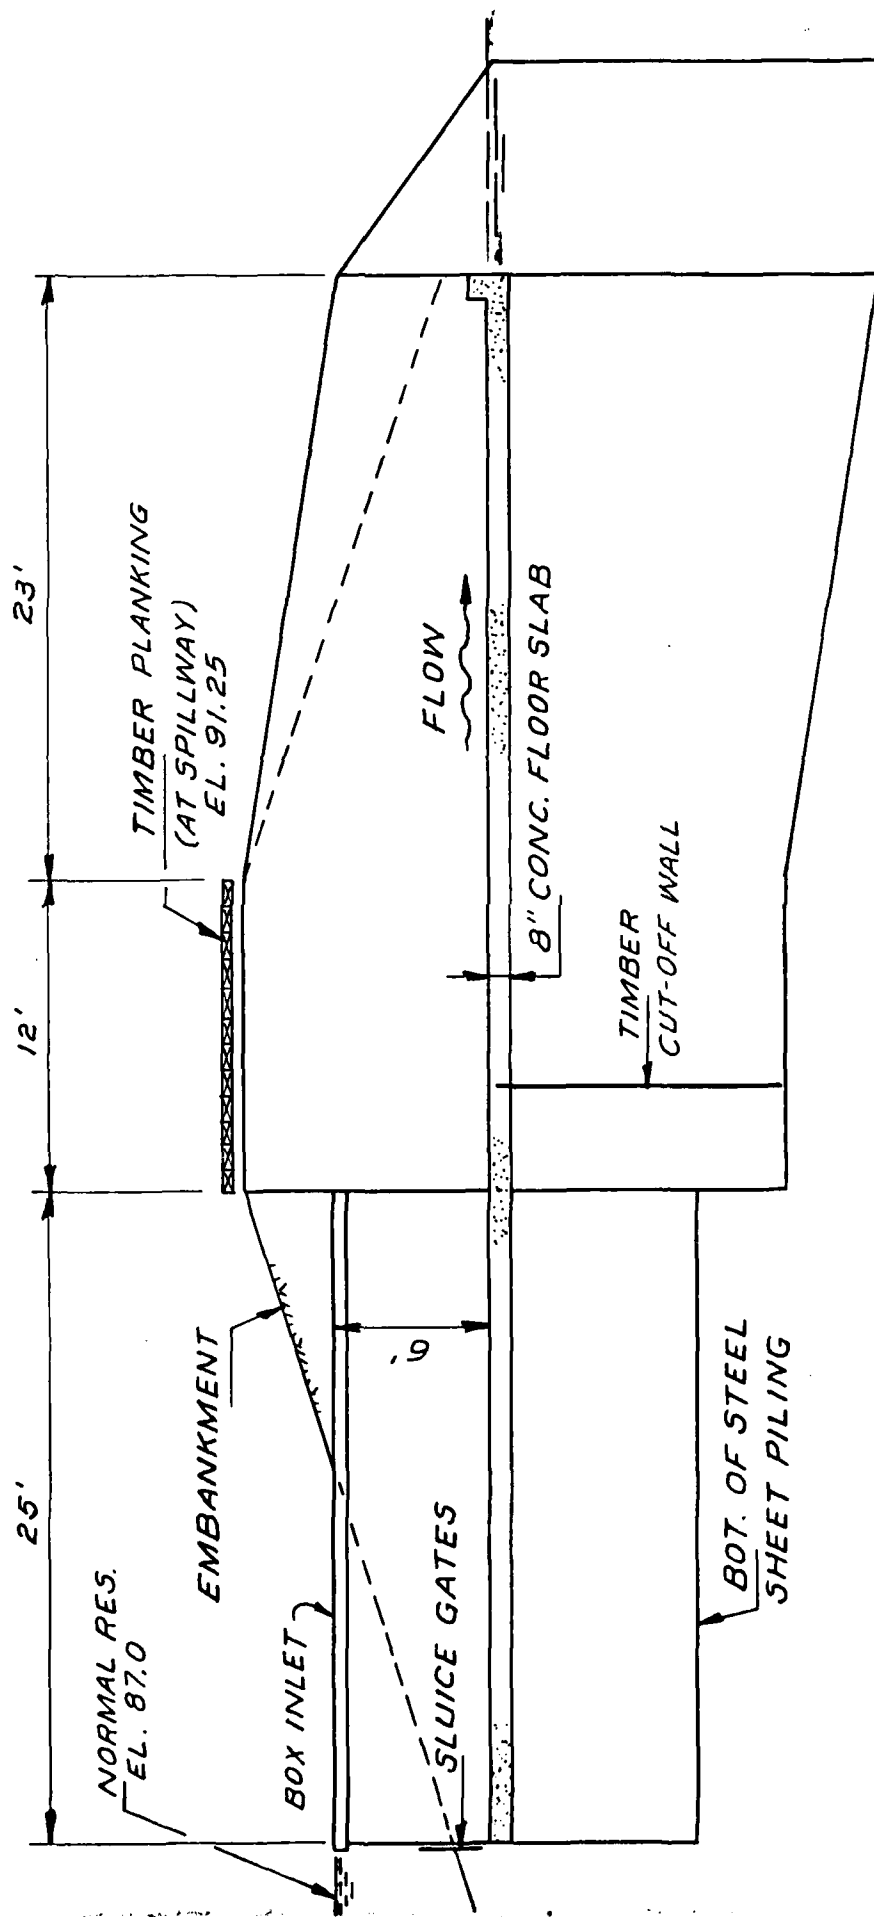 25'
12'
23'
NORMAL RES.
EL. 87.0
EMBANKMENT
TIMBER PLANKING
(AT SPILLWAY)
EL. 91.25
BOX INLET
6'
FLOW
SLUICE GATES
8" CONC. FLOOR SLAB
TIMBER
CUT-OFF WALL
BOT. OF STEEL
SHEET PILING